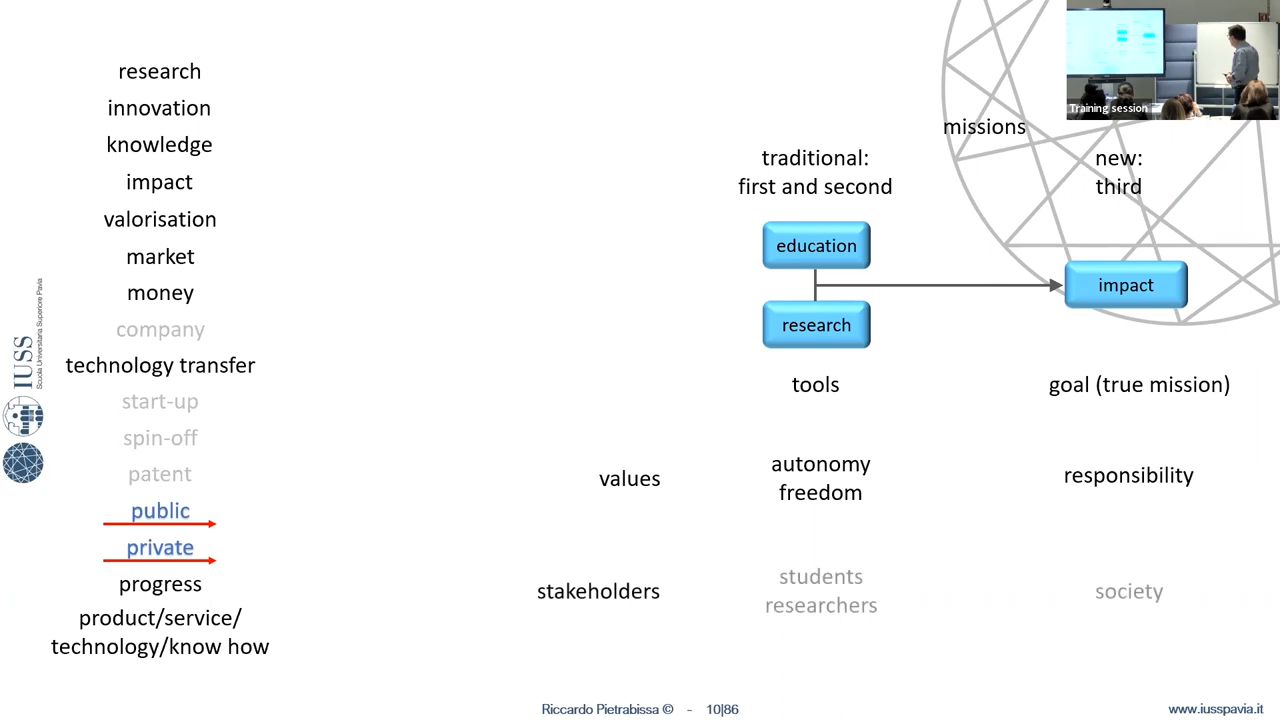 research
innovation
knowledge
impact
valorisation
market
money
company
technology transfer
start-up
spin-off
patent
public
private
progress
product/service/
technology/know how
IUSS
Scuola Universitaria Superiore Pavia
missions
traditional:
first and second
new:
third
education
research
impact
tools
goal (true mission)
values
autonomy
freedom
responsibility
stakeholders
students
researchers
society
Training session
Riccardo Pietrabissa © - 10|86
www.iusspavia.it